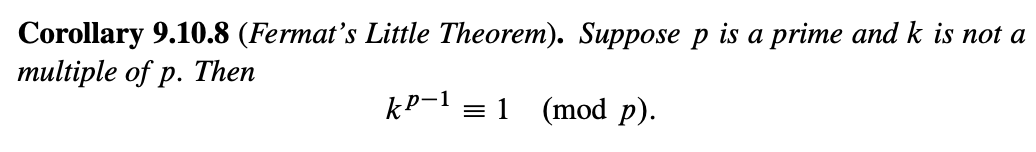 Corollary 9.10.8 (Fermat’s Little Theorem). Suppose p is a prime and k is not a
multiple of p. Then
k^{p−1} ≡ 1 (mod p).